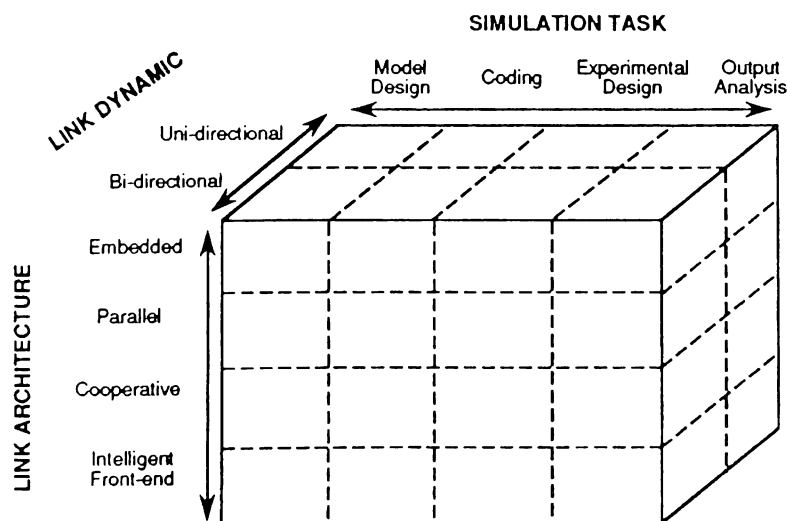 SIMULATION TASK
LINK DYNAMIC
Model
Design
Coding
Experimental
Design
Output
Analysis
Uni-directional
Bi-directional
LINK ARCHITECTURE
Embedded
Parallel
Cooperative
Intelligent
Front-end